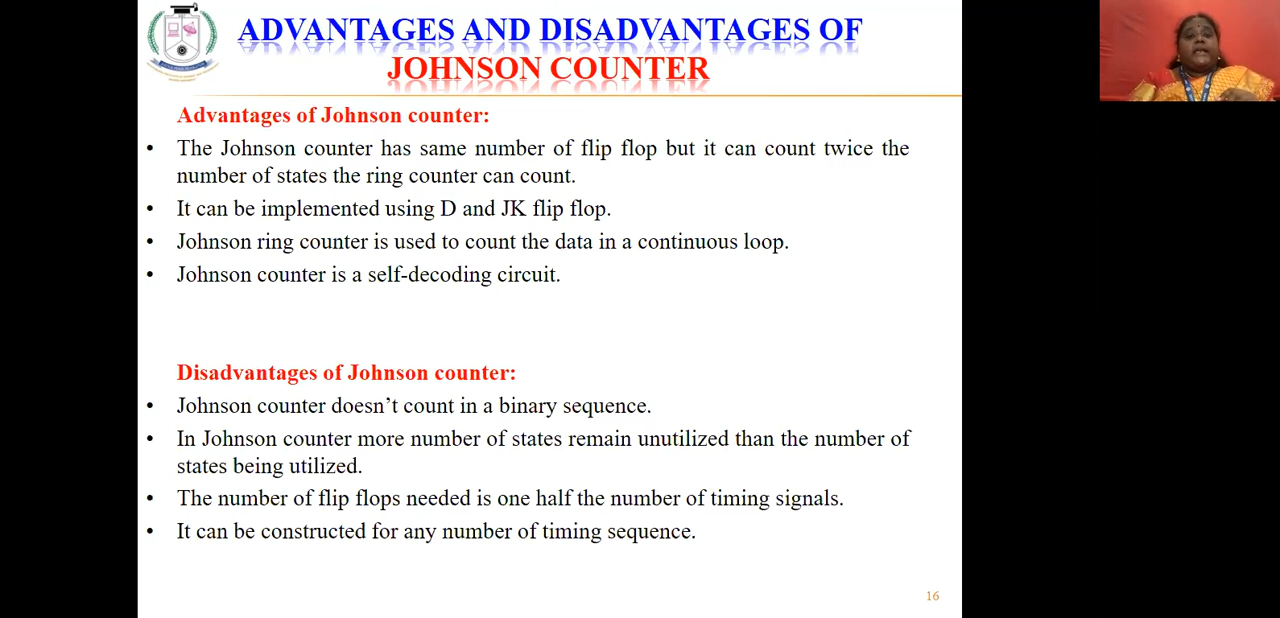 ADVANTAGES AND DISADVANTAGES OF
JOHNSON COUNTER
Advantages of Johnson counter:
• The Johnson counter has same number of flip flop but it can count twice the
number of states the ring counter can count.
• It can be implemented using D and JK flip flop.
• Johnson ring counter is used to count the data in a continuous loop.
• Johnson counter is a self-decoding circuit.
Disadvantages of Johnson counter:
• Johnson counter doesn’t count in a binary sequence.
• In Johnson counter more number of states remain unutilized than the number of
states being utilized.
• The number of flip flops needed is one half the number of timing signals.
• It can be constructed for any number of timing sequence.
16